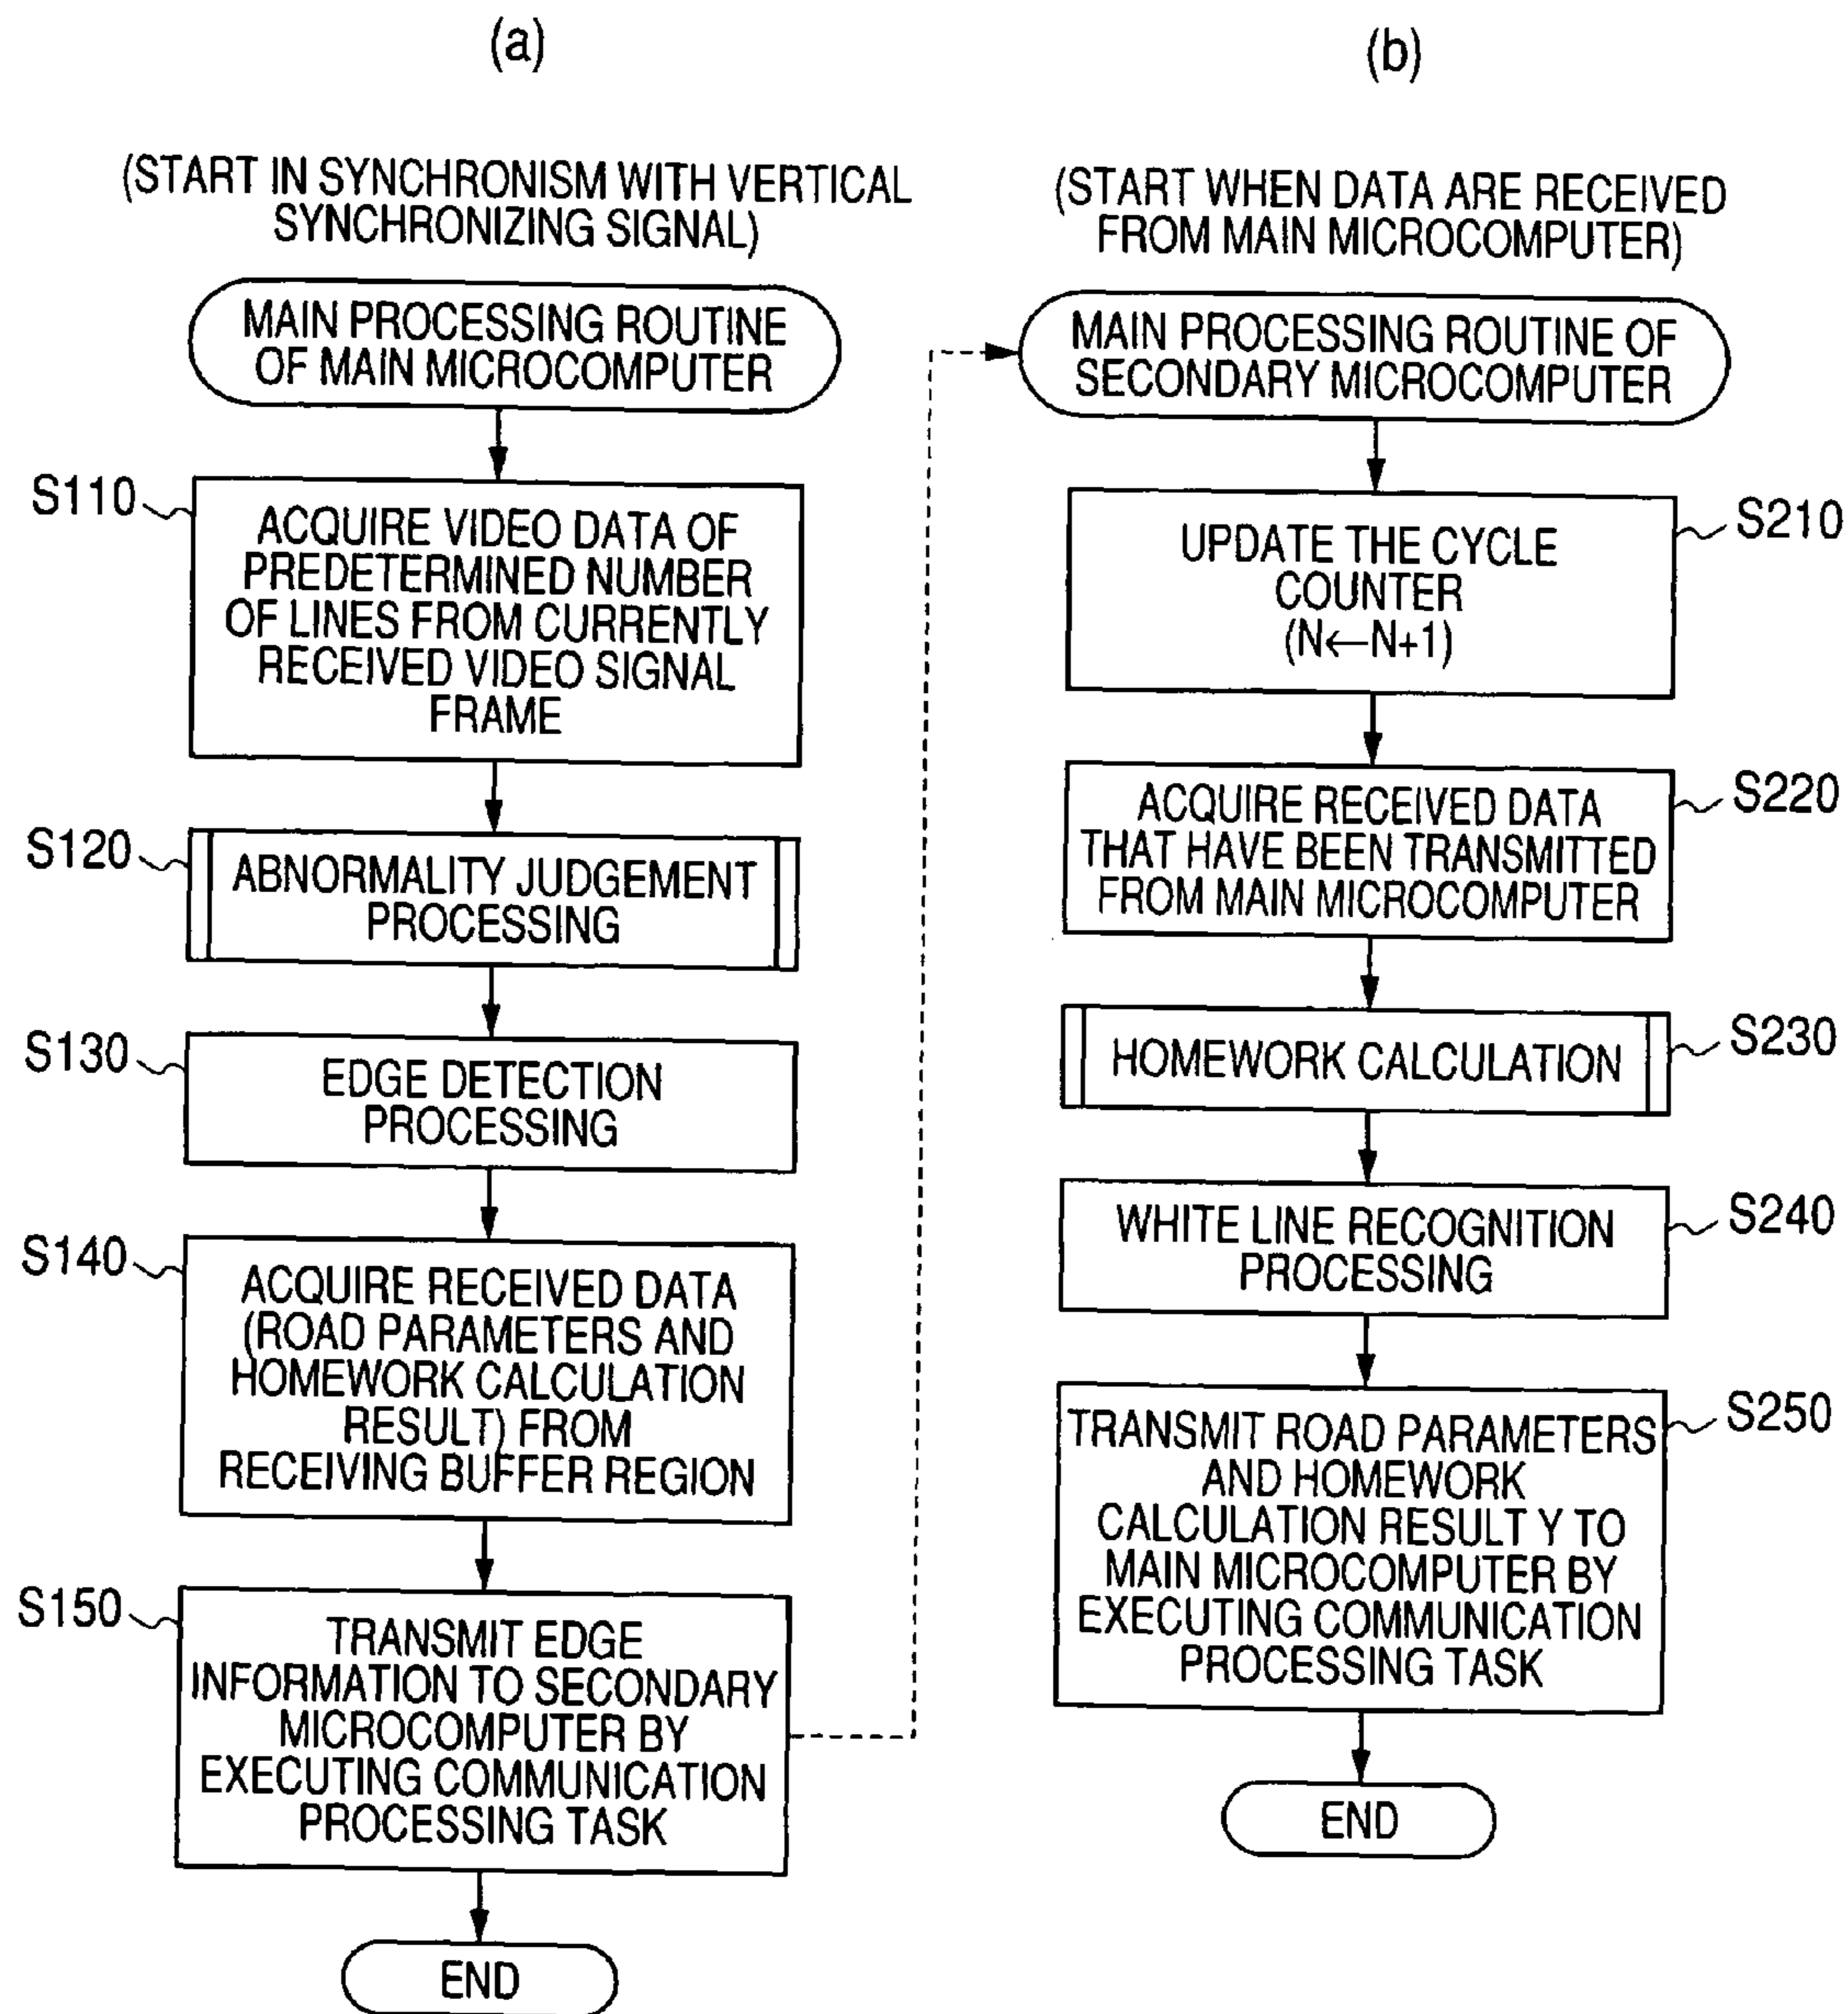 (a)
(START IN SYNCHRONISM WITH VERTICAL
SYNCHRONIZING SIGNAL)
MAIN PROCESSING ROUTINE
OF MAIN MICROCOMPUTER
S110
ACQUIRE VIDEO DATA OF
PREDETERMINED NUMBER
OF LINES FROM CURRENTLY
RECEIVED VIDEO SIGNAL
FRAME
S120
ABNORMALITY JUDGEMENT
PROCESSING
S130
EDGE DETECTION
PROCESSING
S140
ACQUIRE RECEIVED DATA
(ROAD PARAMETERS AND
HOMEWORK CALCULATION
RESULT) FROM
RECEIVING BUFFER REGION
S150
TRANSMIT EDGE
INFORMATION TO SECONDARY
MICROCOMPUTER BY
EXECUTING COMMUNICATION
PROCESSING TASK
END
(b)
(START WHEN DATA ARE RECEIVED
FROM MAIN MICROCOMPUTER)
MAIN PROCESSING ROUTINE OF
SECONDARY MICROCOMPUTER
S210
UPDATE THE CYCLE
COUNTER
(N←N+1)
S220
ACQUIRE RECEIVED DATA
THAT HAVE BEEN TRANSMITTED
FROM MAIN MICROCOMPUTER
S230
HOMEWORK CALCULATION
S240
WHITE LINE RECOGNITION
PROCESSING
S250
TRANSMIT ROAD PARAMETERS
AND HOMEWORK
CALCULATION RESULT Y TO
MAIN MICROCOMPUTER BY
EXECUTING COMMUNICATION
PROCESSING TASK
END